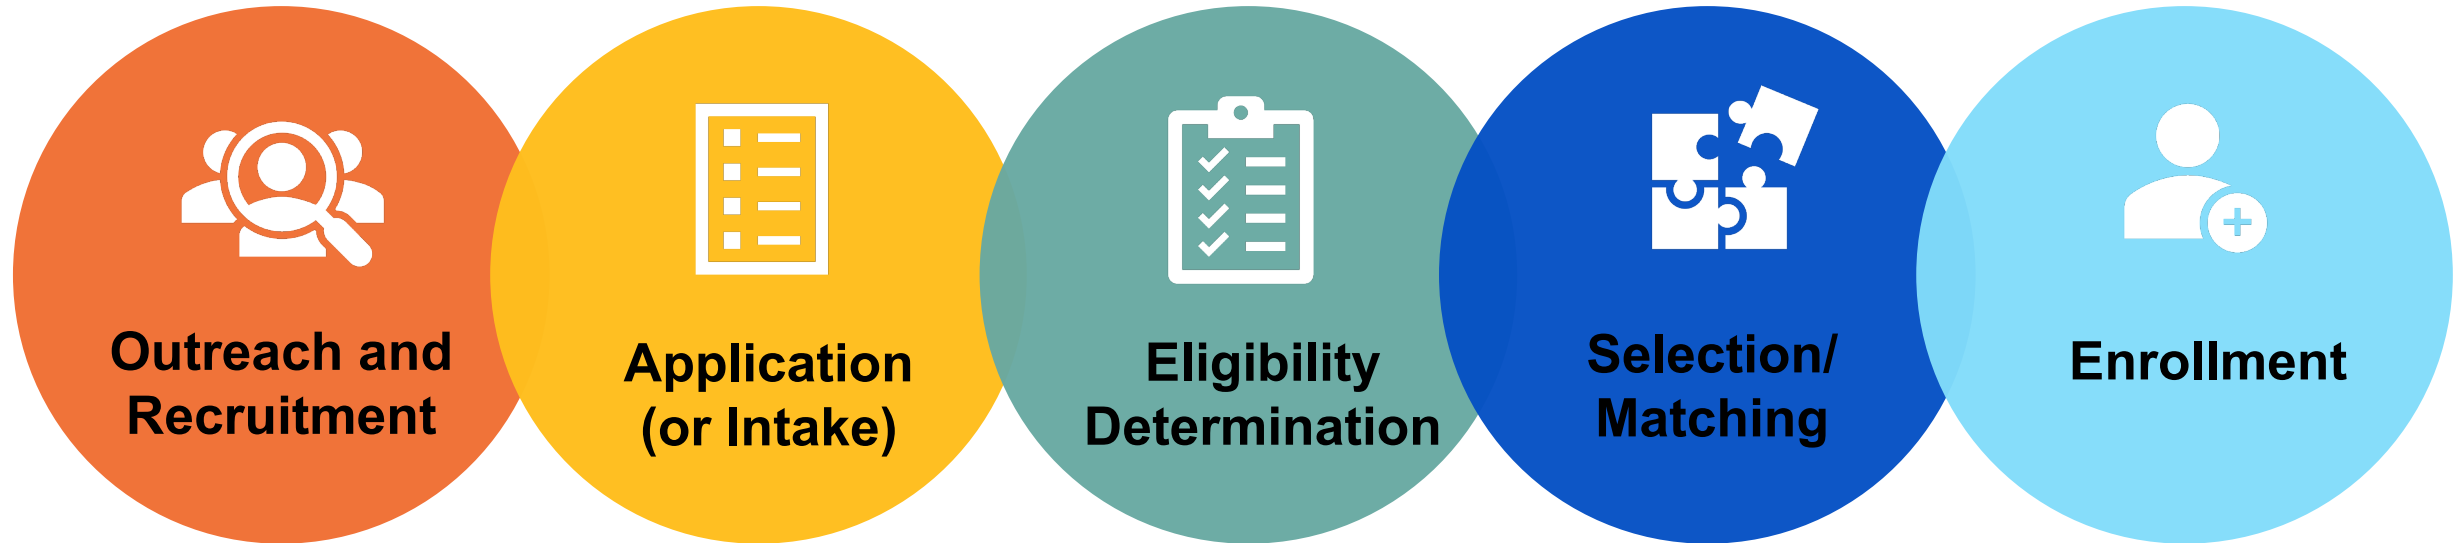 Outreach and
Recruitment
Application
(or Intake)
Eligibility
Determination
Selection/
Matching
Enrollment